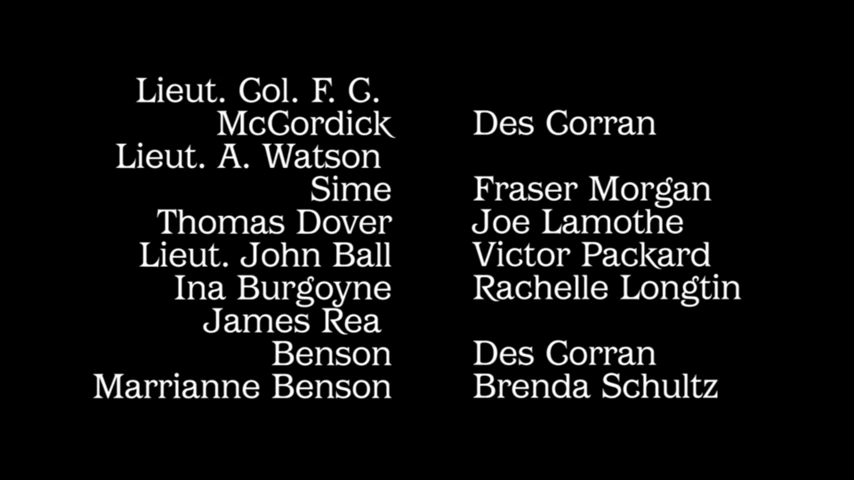 Lieut. Col. F. C.
McCordick Des Corran
Lieut. A. Watson
Sime Fraser Morgan
Thomas Dover Joe Lamothe
Lieut. John Ball Victor Packard
Ina Burgoyne Rachelle Longtin
James Rea
Benson Des Corran
Marrianne Benson Brenda Schultz